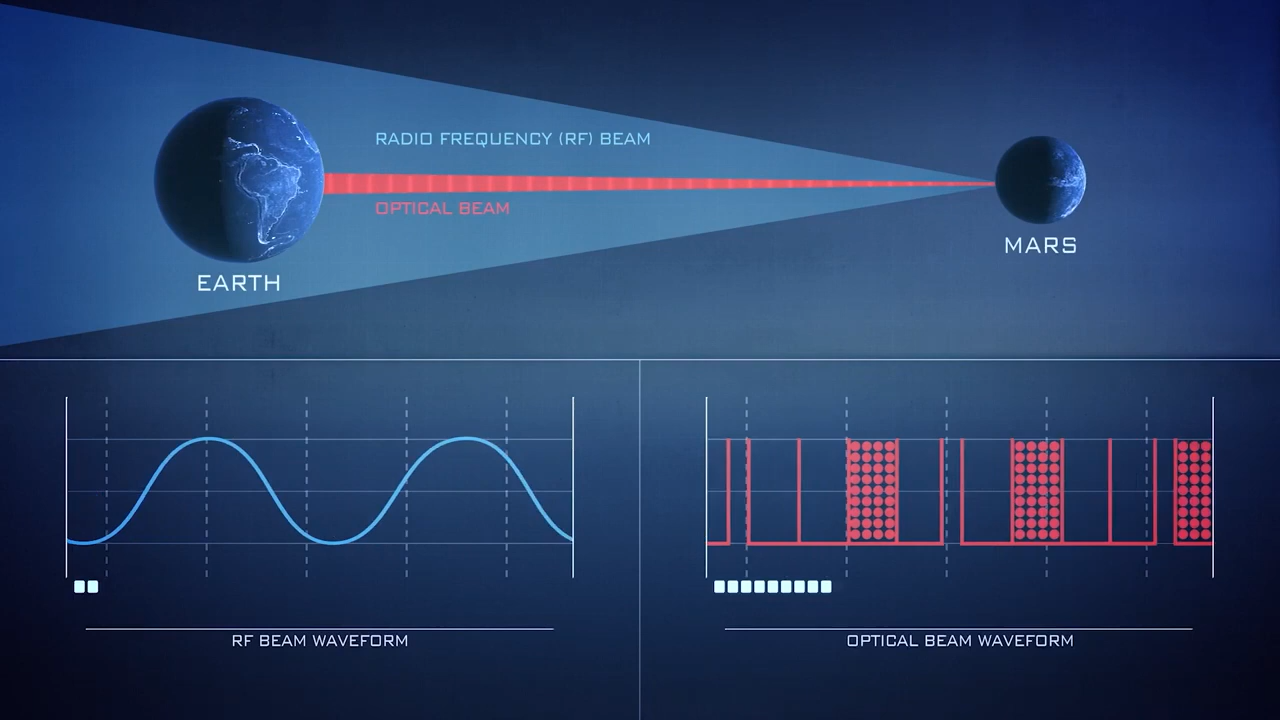 RADIO FREQUENCY (RF) BEAM
OPTICAL BEAM
EARTH
MARS
RF BEAM WAVEFORM
OPTICAL BEAM WAVEFORM